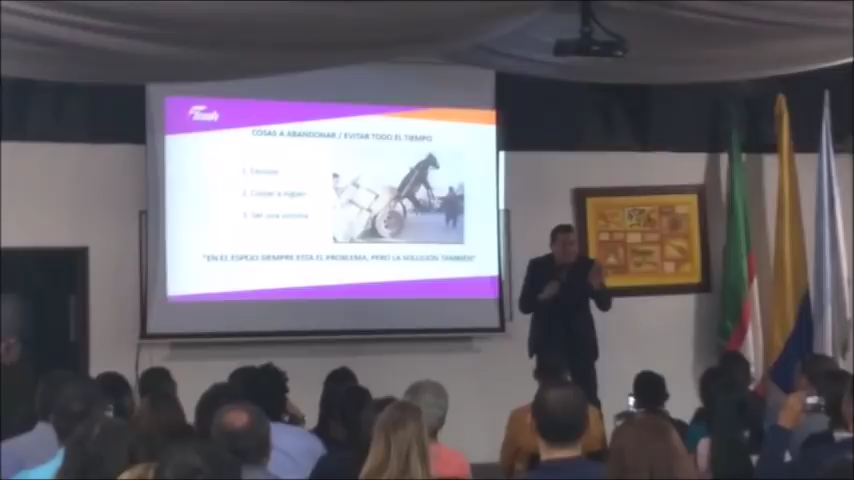 COSAS A ABANDONAR / EVITAR TODO EL TIEMPO
1. Excusas
2. Culpar a Alguien
3. Ser una víctima
"EN EL ESPEJO SIEMPRE ESTA EL PROBLEMA, PERO LA SOLUCIÓN TAMBIÉN"